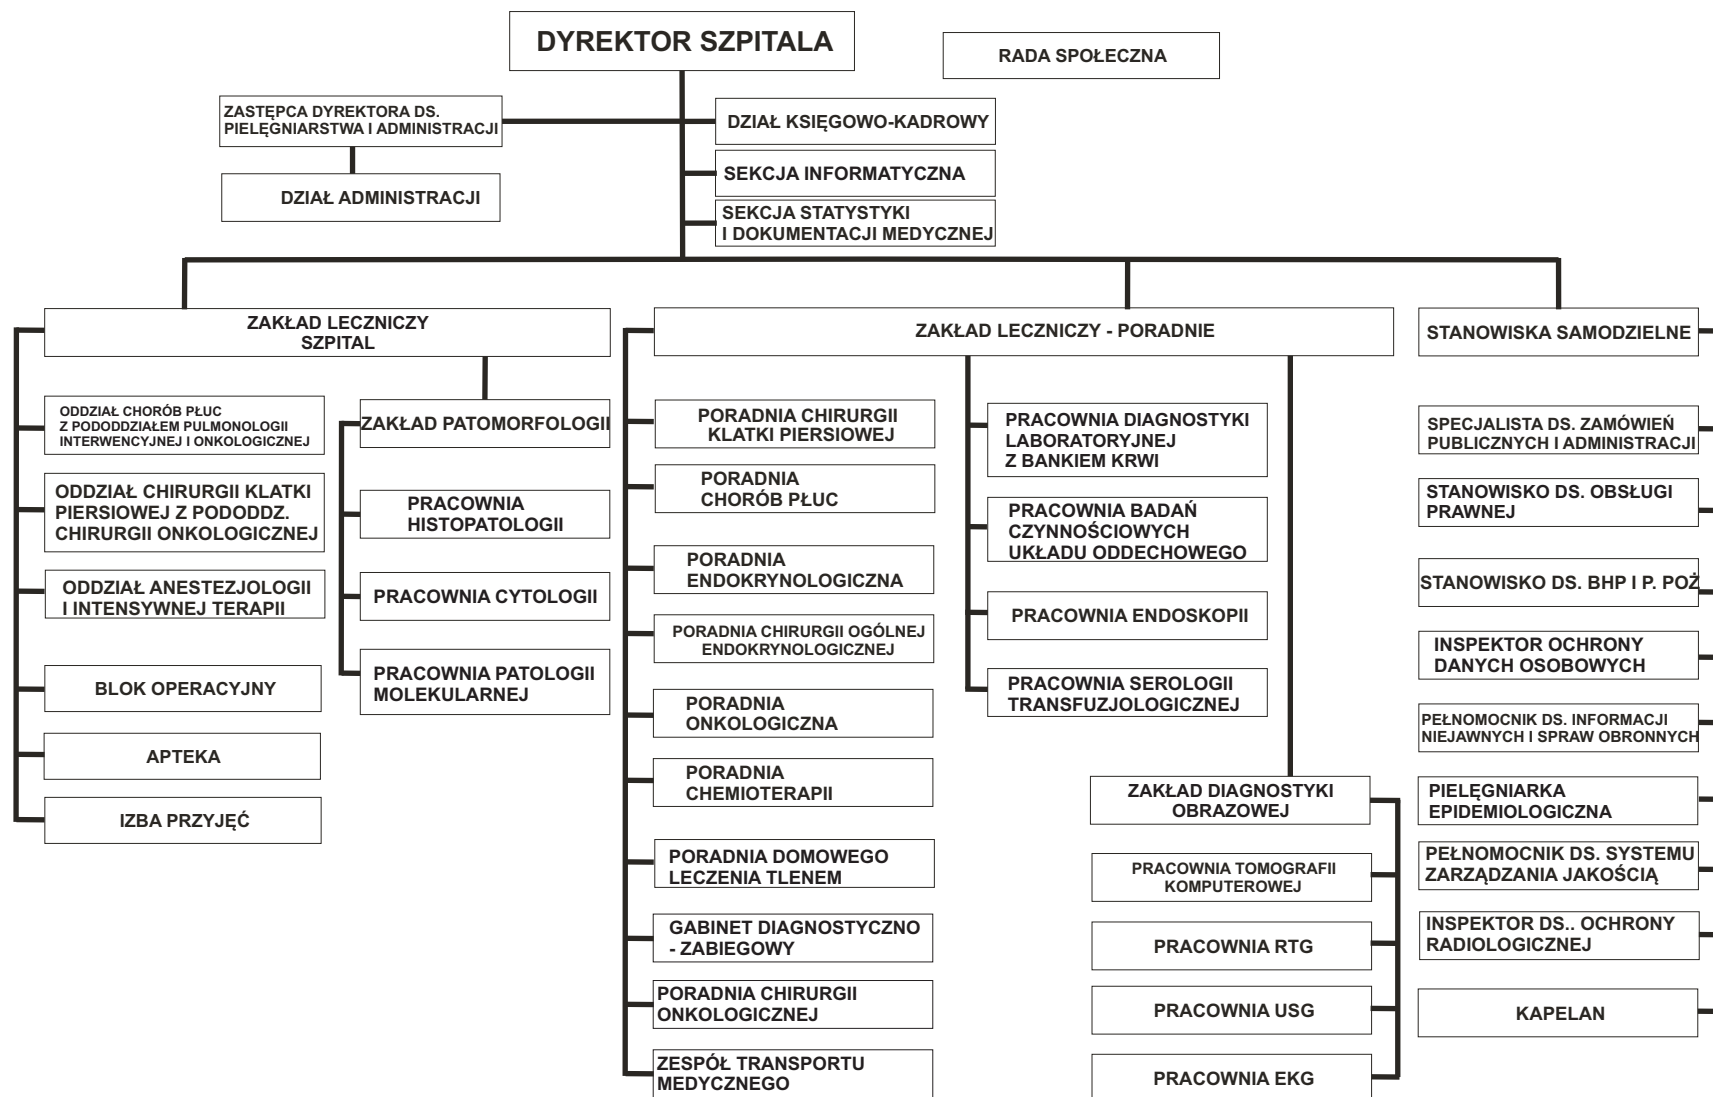 DYREKTOR SZPITALA
RADA SPOŁECZNA
ZASTĘPCA DYREKTORA DS.
PIELĘGNIARSTWA I ADMINISTRACJI
DZIAŁ ADMINISTRACJI
DZIAŁ KSIĘGOWO-KADROWY
SEKCJA INFORMATYCZNA
SEKCJA STATYSTYKI
I DOKUMENTACJI MEDYCZNEJ
ZAKŁAD LECZNICZY
SZPITAL
ODDZIAŁ CHORÓB PŁUC
Z PODODDZIAŁEM PULMONOLOGII
INTERWENCYJNEJ I ONKOLOGICZNEJ
ODDZIAŁ CHIRURGII KLATKI
PIERSIOWEJ Z PODODDZ.
CHIRURGII ONKOLOGICZNEJ
ODDZIAŁ ANESTEZJOLOGII
I INTENSYWNEJ TERAPII
BLOK OPERACYJNY
APTEKA
IZBA PRZYJĘĆ
ZAKŁAD PATOMORFOLOGII
PRACOWNIA
HISTOPATOLOGII
PRACOWNIA CYTOLOGII
PRACOWNIA PATOLOGII
MOLEKULARNEJ
ZAKŁAD LECZNICZY - PORADNIE
PORADNIA CHIRURGII
KLATKI PIERSIOWEJ
PORADNIA
CHORÓB PŁUC
PORADNIA
ENDOKRYNOLOGICZNA
PORADNIA CHIRURGII OGÓLNEJ
ENDOKRYNOLOGICZNEJ
PORADNIA
ONKOLOGICZNA
PORADNIA
CHEMIOTERAPII
PORADNIA DOMOWEGO
LECZENIA TLENEM
GABINET DIAGNOSTYCZNO
- ZABIEGOWY
PORADNIA CHIRURGII
ONKOLOGICZNEJ
ZESPÓŁ TRANSPORTU
MEDYCZNEGO
PRACOWNIA DIAGNOSTYKI
LABORATORYJNEJ
Z BANKIEM KRWI
PRACOWNIA BADAŃ
CZYNNOŚCIOWYCH
UKŁADU ODDECHOWEGO
PRACOWNIA ENDOSKOPII
PRACOWNIA SEROLOGII
TRANSFUZJOLOGICZNEJ
ZAKŁAD DIAGNOSTYKI
OBRAZOWEJ
PRACOWNIA TOMOGRAFII
KOMPUTEROWEJ
PRACOWNIA RTG
PRACOWNIA USG
PRACOWNIA EKG
STANOWISKA SAMODZIELNE
SPECJALISTA DS. ZAMÓWIEŃ
PUBLICZNYCH I ADMINISTRACJI
STANOWISKO DS. OBSŁUGI
PRAWNEJ
STANOWISKO DS. BHP I P. POŻ
INSPEKTOR OCHRONY
DANYCH OSOBOWYCH
PEŁNOMOCNIK DS. INFORMACJI
NIEJAWNYCH I SPRAW OBRONNYCH
PIELĘGNIARKA
EPIDEMIOLOGICZNA
PEŁNOMOCNIK DS. SYSTEMU
ZARZĄDZANIA JAKOŚCIĄ
INSPEKTOR DS.. OCHRONY
RADIOLOGICZNEJ
KAPELAN